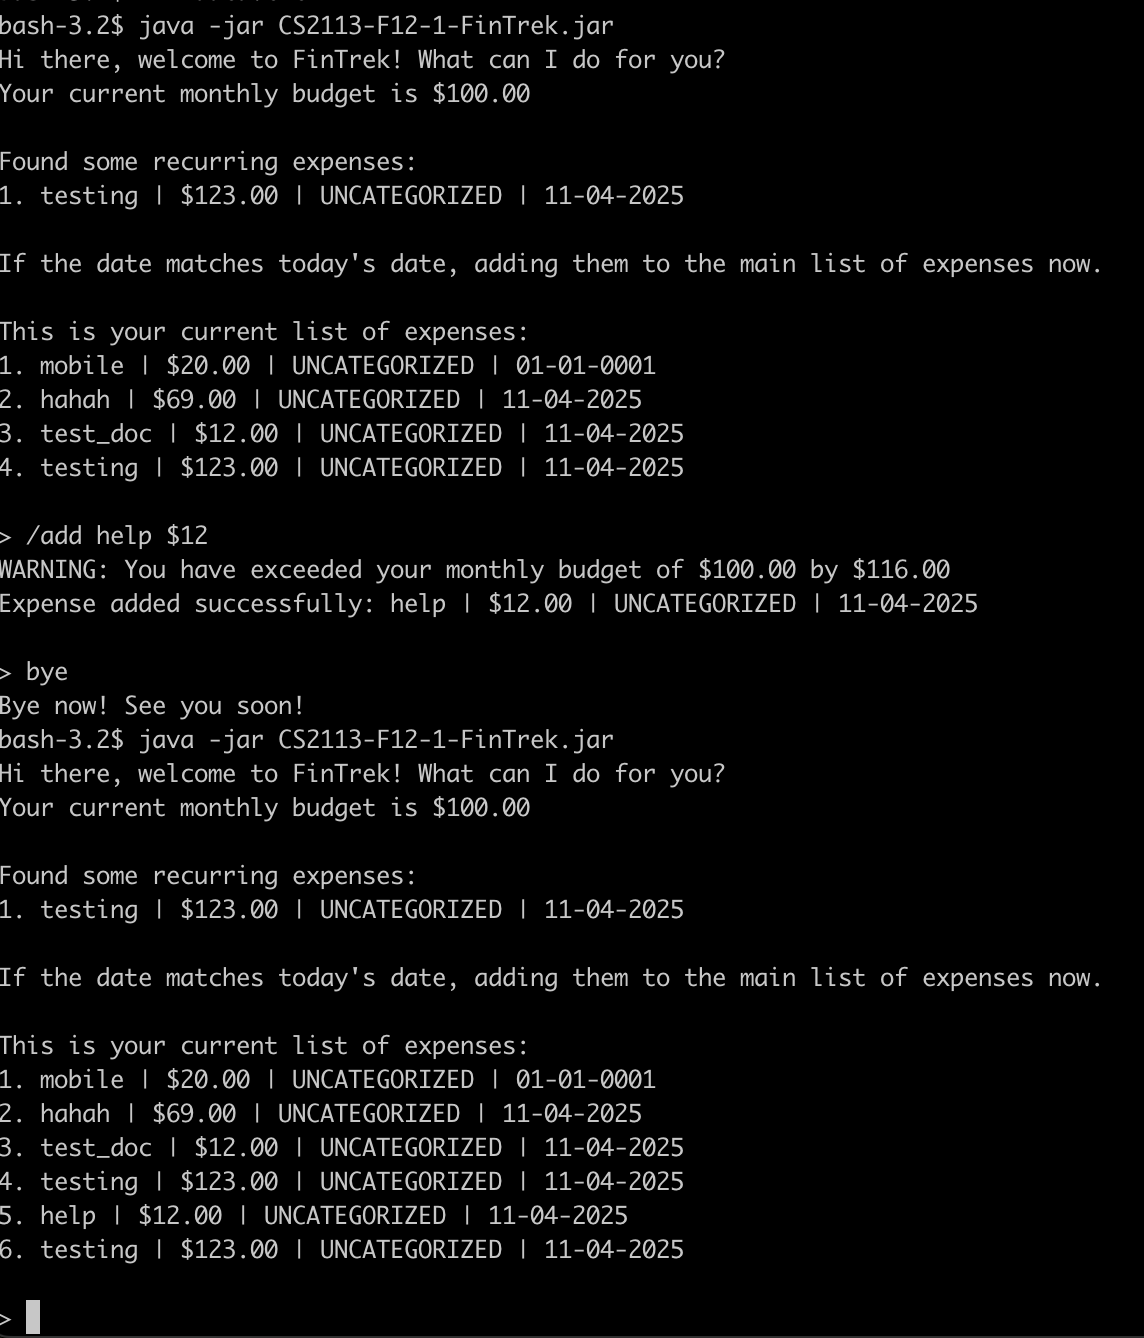 bash-3.2$ java -jar CS2113-F12-1-FinTrek.jar
Hi there, welcome to FinTrek! What can I do for you?
Your current monthly budget is $100.00
Found some recurring expenses:
1. testing | $123.00 | UNCATEGORIZED | 11-04-2025
If the date matches today's date, adding them to the main list of expenses now.
This is your current list of expenses:
1. mobile | $20.00 | UNCATEGORIZED | 01-01-0001
2. hahah | $69.00 | UNCATEGORIZED | 11-04-2025
3. test_doc | $12.00 | UNCATEGORIZED | 11-04-2025
4. testing | $123.00 | UNCATEGORIZED | 11-04-2025
> /add help $12
WARNING: You have exceeded your monthly budget of $100.00 by $116.00
Expense added successfully: help | $12.00 | UNCATEGORIZED | 11-04-2025
> bye
Bye now! See you soon!
bash-3.2$ java -jar CS2113-F12-1-FinTrek.jar
Hi there, welcome to FinTrek! What can I do for you?
Your current monthly budget is $100.00
Found some recurring expenses:
1. testing | $123.00 | UNCATEGORIZED | 11-04-2025
If the date matches today's date, adding them to the main list of expenses now.
This is your current list of expenses:
1. mobile | $20.00 | UNCATEGORIZED | 01-01-0001
2. hahah | $69.00 | UNCATEGORIZED | 11-04-2025
3. test_doc | $12.00 | UNCATEGORIZED | 11-04-2025
4. testing | $123.00 | UNCATEGORIZED | 11-04-2025
5. help | $12.00 | UNCATEGORIZED | 11-04-2025
6. testing | $123.00 | UNCATEGORIZED | 11-04-2025
>